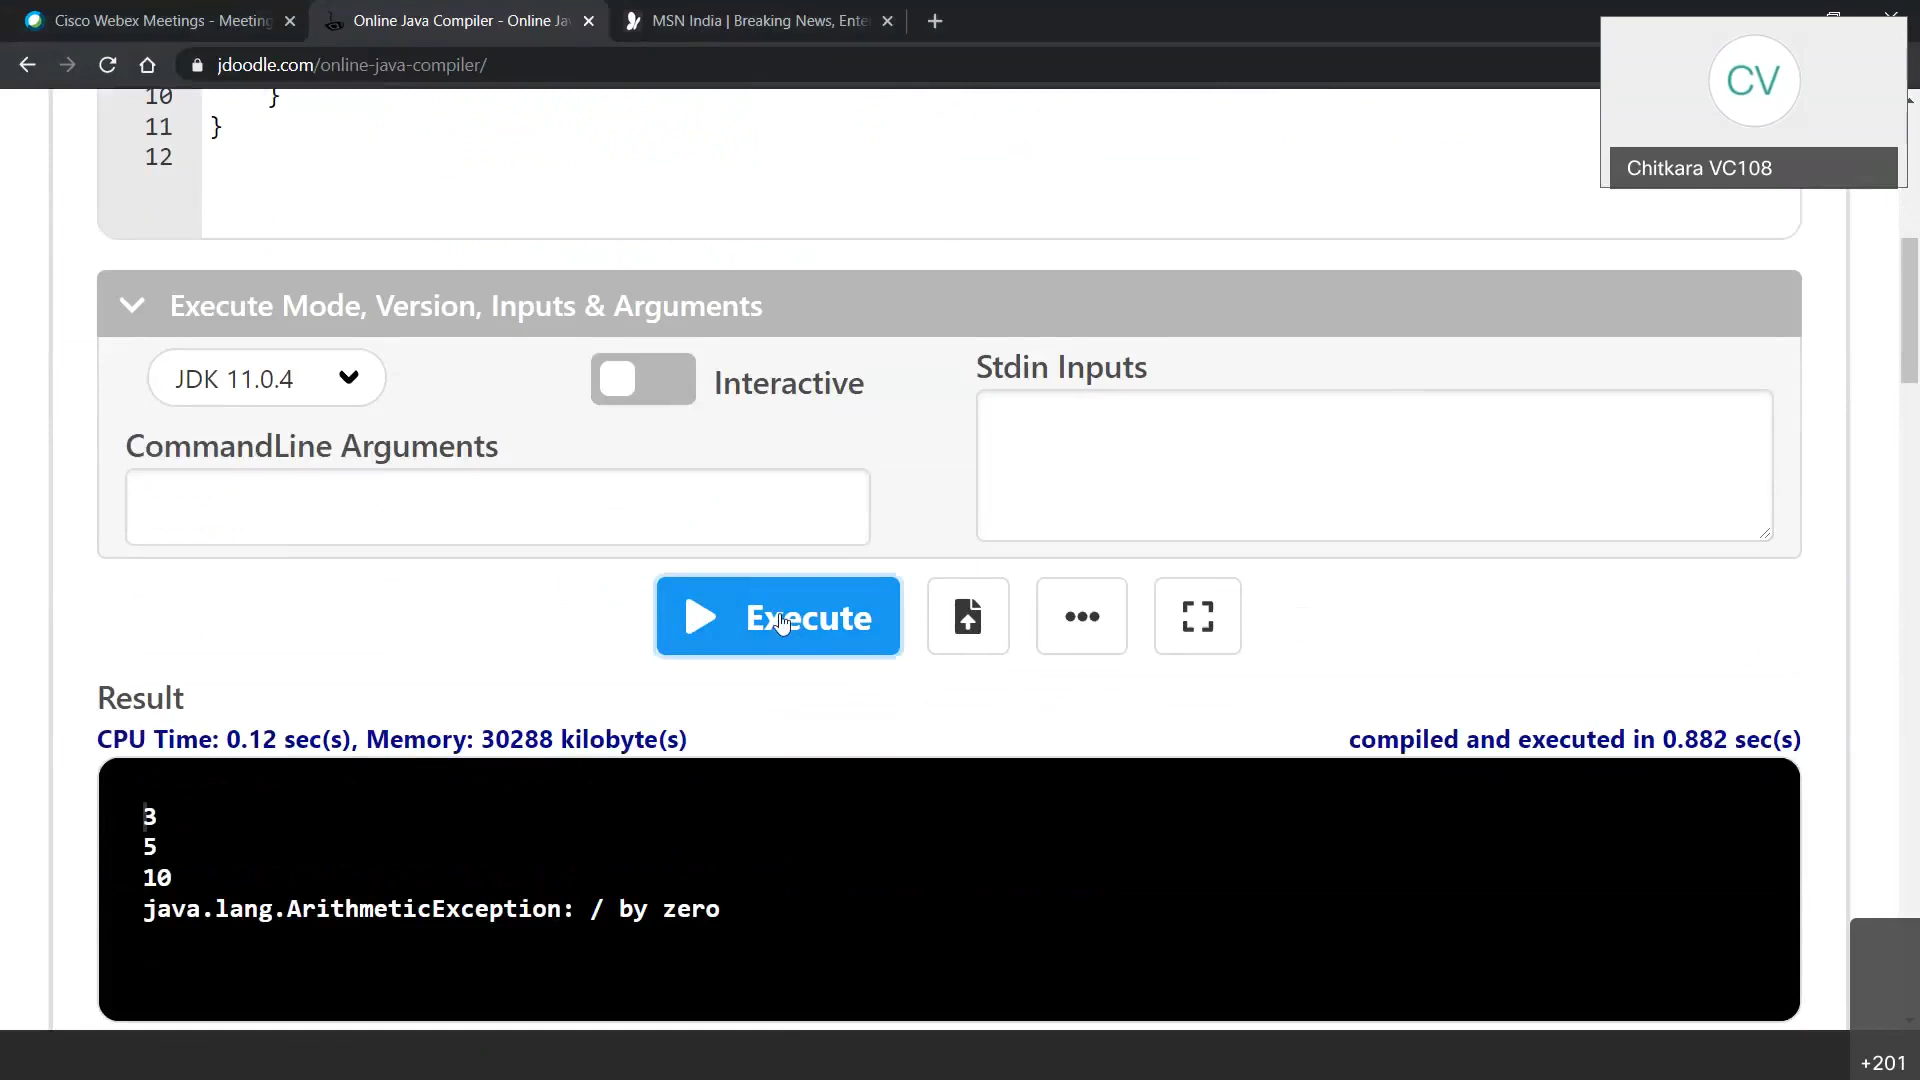 Cisco Webex Meetings - Meeting
Online Java Compiler - Online Jav
MSN India | Breaking News, Ente
jdoodle.com/online-java-compiler/
CV
Chitkara VC108
10 }
11 }
12
Execute Mode, Version, Inputs & Arguments
JDK 11.0.4
Interactive
Stdin Inputs
CommandLine Arguments
Execute
Result
CPU Time: 0.12 sec(s), Memory: 30288 kilobyte(s)
compiled and executed in 0.882 sec(s)
3
5
10
java.lang.ArithmeticException: / by zero
+201